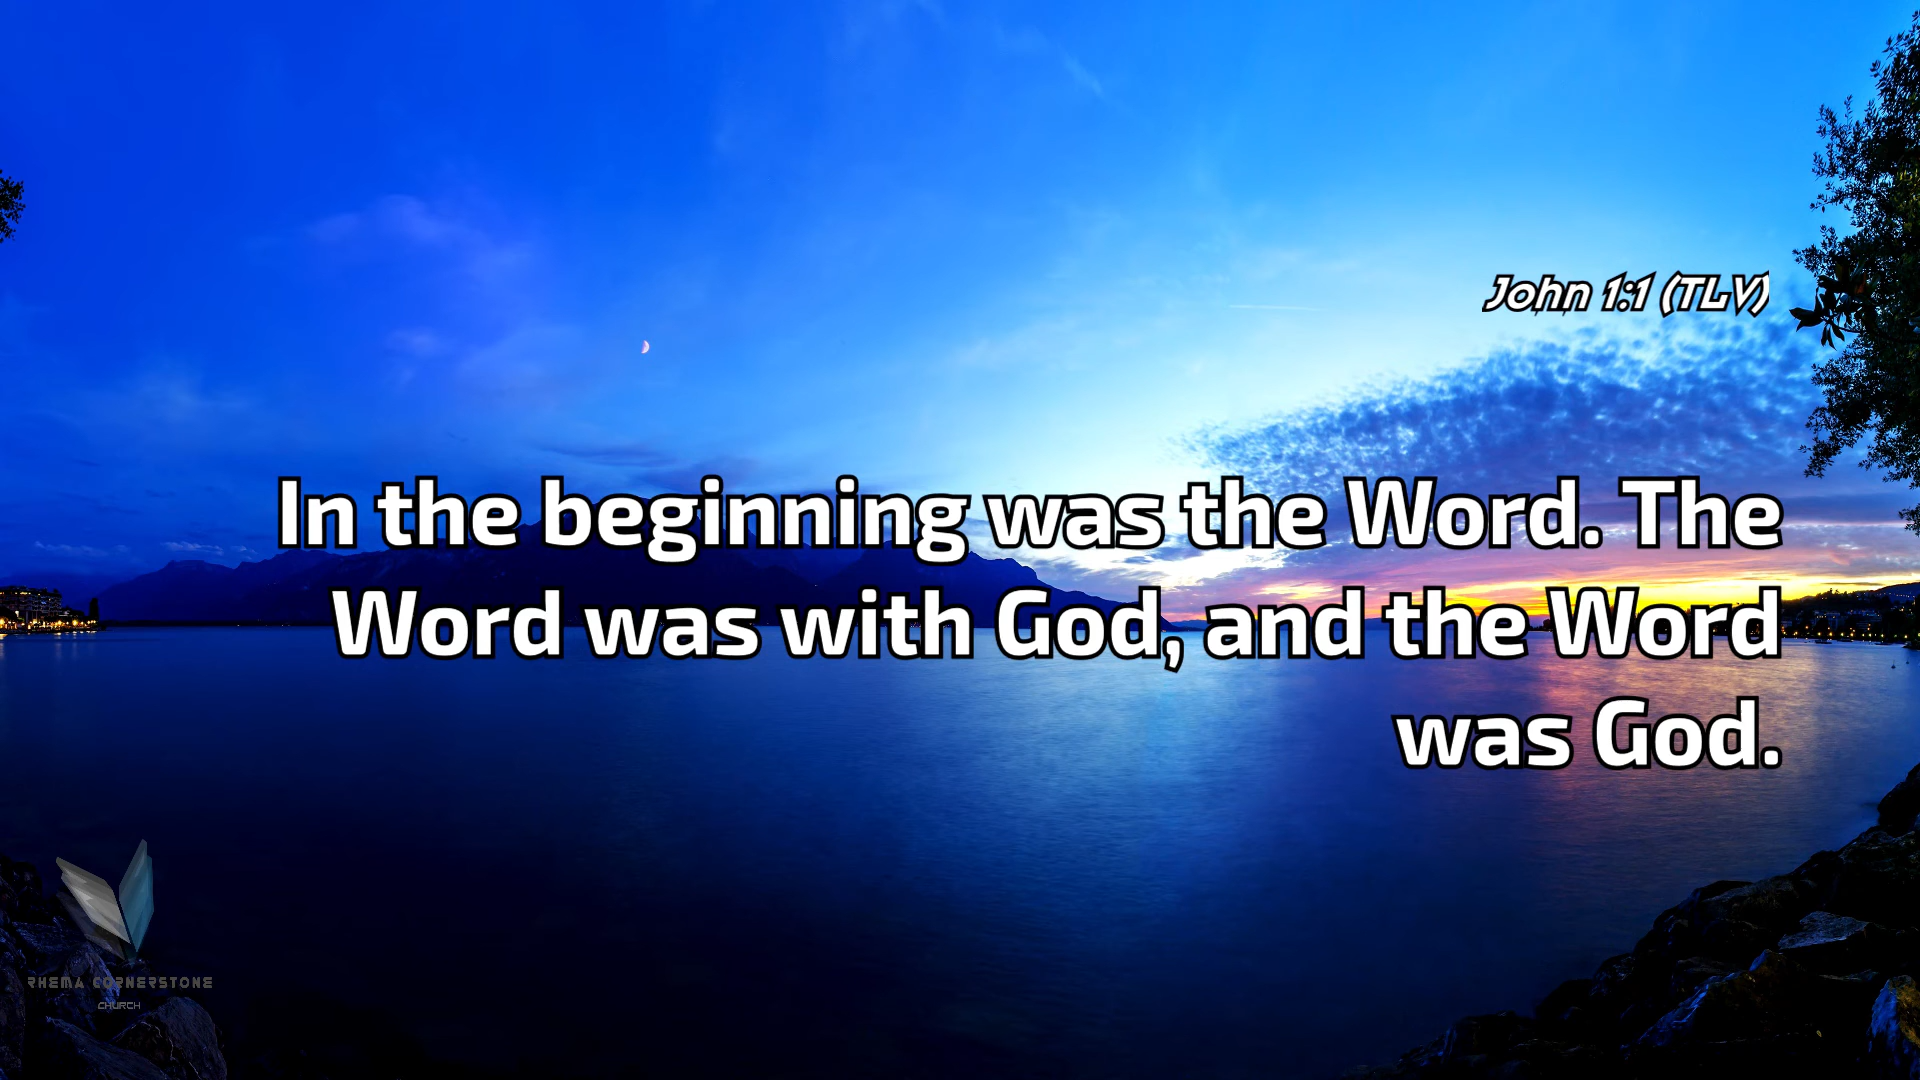 John 1:1 (TLV)
In the beginning was the Word. The
Word was with God, and the Word
was God.
RHEMA CORNERSTONE
CHURCH